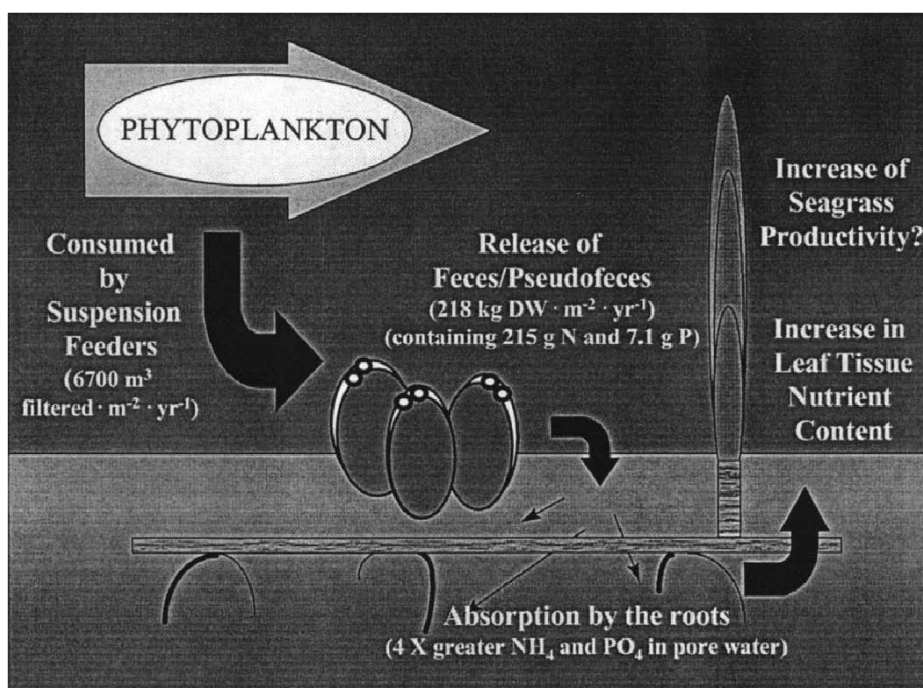 PHYTOPLANKTON
Consumed
by
Suspension
Feeders
(6700 m³
filtered · m⁻² · yr⁻¹)
Release of
Feces/Pseudofeces
(218 kg DW · m⁻² · yr⁻¹)
(containing 215 g N and 7.1 g P)
Increase of
Seagrass
Productivity?
Increase in
Leaf Tissue
Nutrient
Content
Absorption by the roots
(4 X greater NH₄ and PO₄ in pore water)